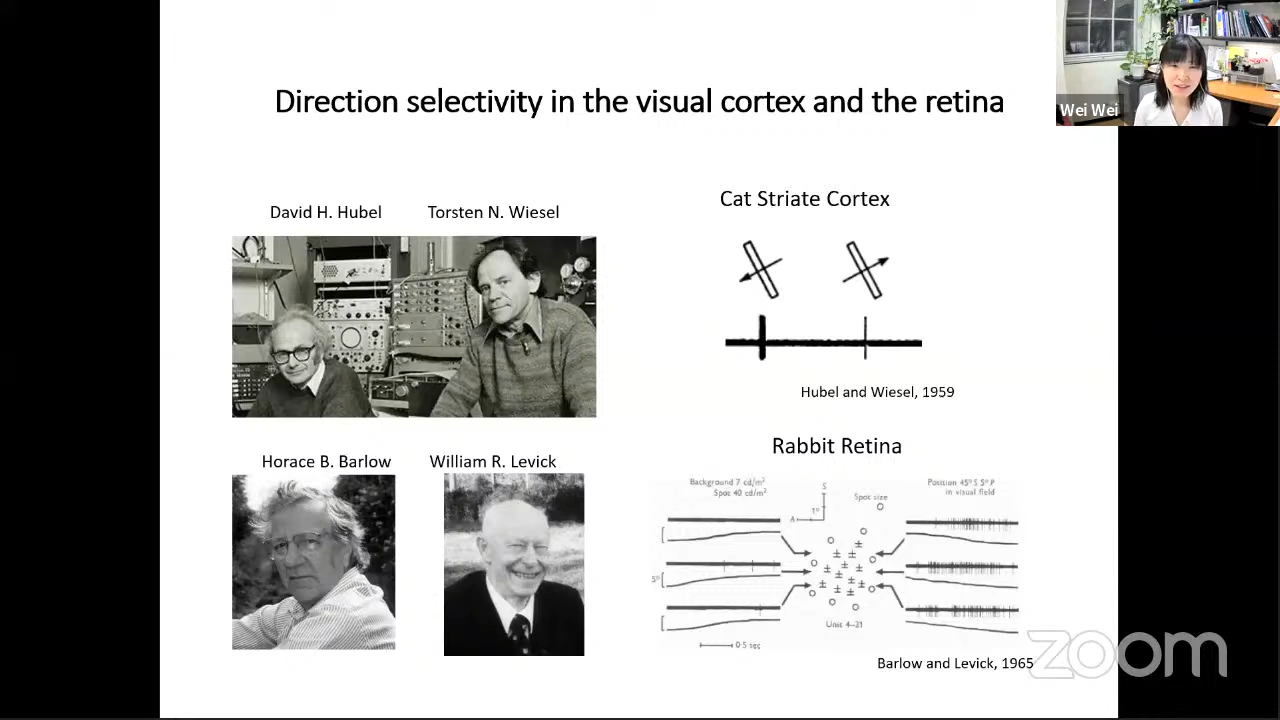 Direction selectivity in the visual cortex and the retina
Wei Wei
David H. Hubel
Torsten N. Wiesel
Cat Striate Cortex
Hubel and Wiesel, 1959
Horace B. Barlow
William R. Levick
Rabbit Retina
Background 7 cd/m²
Spot 40 cd/m²
S
1°
A
Spot size
Position 45° S 5° P
in visual field
5°
Unit 4–21
0·5 sec
Barlow and Levick, 1965
zoom